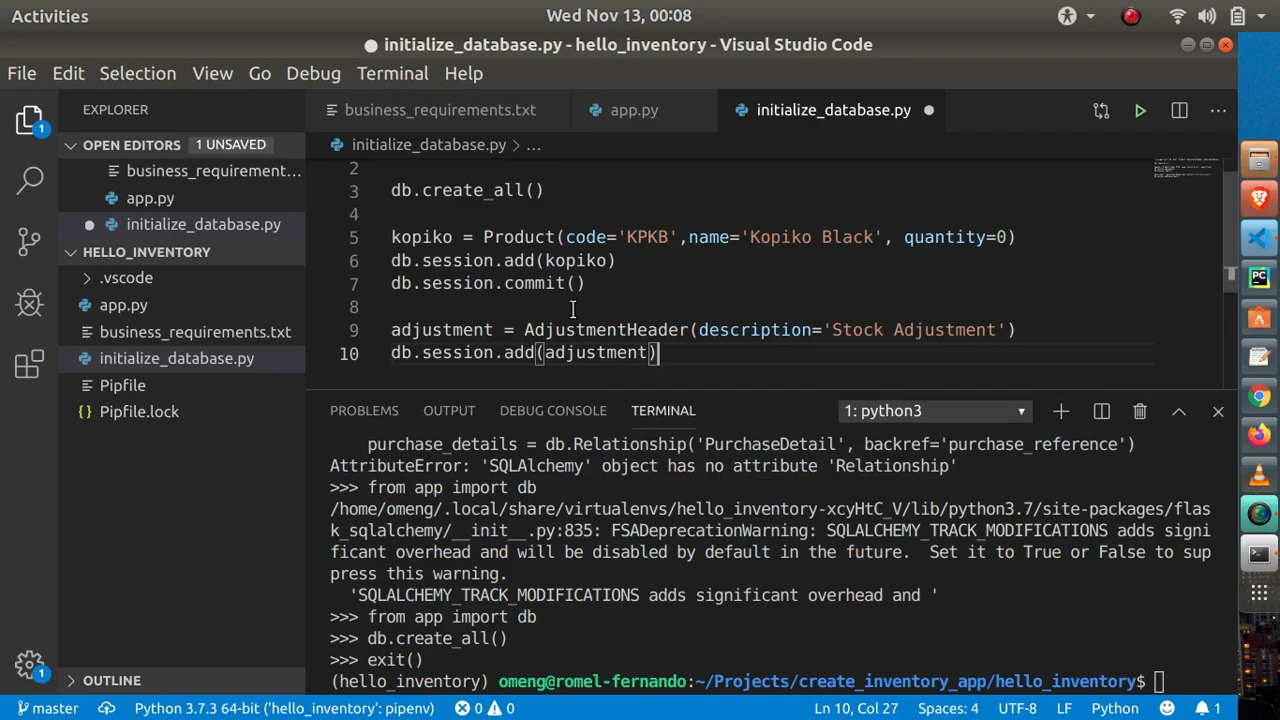 Activities
Wed Nov 13, 00:08
initialize_database.py - hello_inventory - Visual Studio Code
File Edit Selection View Go Debug Terminal Help
EXPLORER
OPEN EDITORS 1 UNSAVED
business_requirement...
app.py
initialize_database.py
HELLO_INVENTORY
.vscode
app.py
business_requirements.txt
initialize_database.py
Pipfile
Pipfile.lock
OUTLINE
1
1
business_requirements.txt app.py initialize_database.py
initialize_database.py > ...
2
3 db.create_all()
4
5 kopiko = Product(code='KPKB',name='Kopiko Black', quantity=0)
6 db.session.add(kopiko)
7 db.session.commit()
8
9 adjustment = AdjustmentHeader(description='Stock Adjustment')
10 db.session.add(adjustment)
PROBLEMS OUTPUT DEBUG CONSOLE TERMINAL 1: python3
purchase_details = db.Relationship('PurchaseDetail', backref='purchase_reference')
AttributeError: 'SQLAlchemy' object has no attribute 'Relationship'
>>> from app import db
/home/omeng/.local/share/virtualenvs/hello_inventory-xcyHtC_V/lib/python3.7/site-packages/flas
k_sqlalchemy/__init__.py:835: FSADeprecationWarning: SQLALCHEMY_TRACK_MODIFICATIONS adds signi
ficant overhead and will be disabled by default in the future.  Set it to True or False to sup
press this warning.
'SQLALCHEMY_TRACK_MODIFICATIONS adds significant overhead and '
>>> from app import db
>>> db.create_all()
>>> exit()
(hello_inventory) omeng@romel-fernando:~/Projects/create_inventory_app/hello_inventory$
master Python 3.7.3 64-bit ('hello_inventory': pipenv) 0 0 Ln 10, Col 27 Spaces: 4 UTF-8 LF Python 1